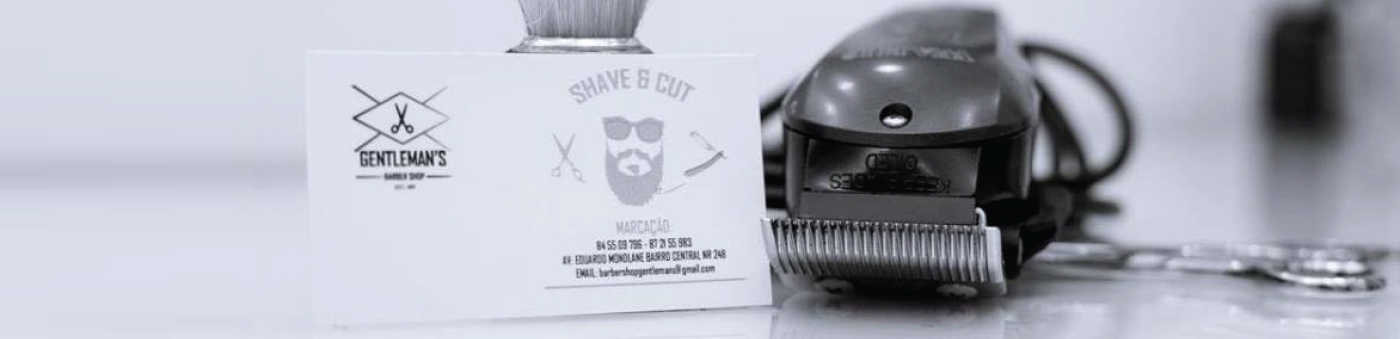 GENTLEMAN'S
BARBER SHOP
SHAVE & CUT
MARCAÇÃO:
84 55 09 796 - 87 21 55 983
AV: EDUARDO MONDLANE BAIRRO CENTRAL NR 248
EMAIL: barbershopgentlemans@gmail.com
KEEP BLADES
OILED